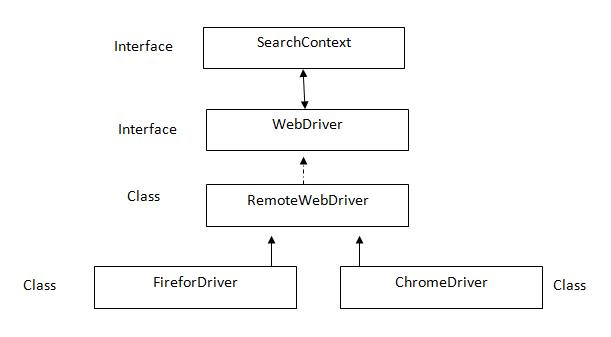 Interface
SearchContext
Interface
WebDriver
Class
RemoteWebDriver
Class
FireforDriver
ChromeDriver
Class